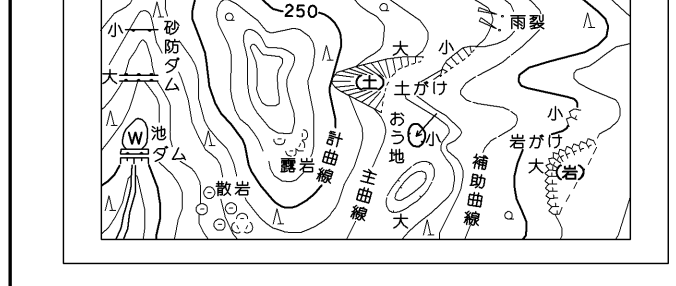 250
雨裂
小
砂防ダム
大
大
小
(土)
土がけ
小
おう地
小
岩がけ
大
(岩)
W
池
ダム
計曲線
露岩
主曲線
補助曲線
散岩
大